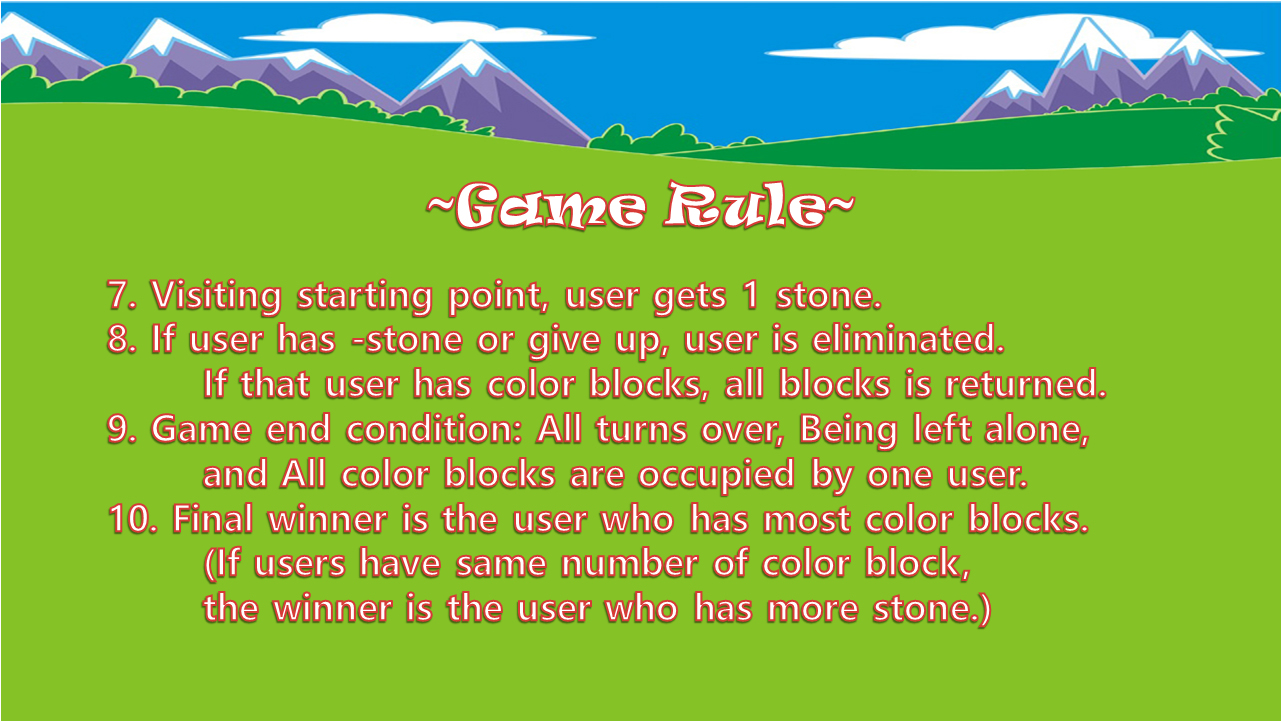 ~Game Rule~
7. Visiting starting point, user gets 1 stone.
8. If user has -stone or give up, user is eliminated.
If that user has color blocks, all blocks is returned.
9. Game end condition: All turns over, Being left alone,
and All color blocks are occupied by one user.
10. Final winner is the user who has most color blocks.
(If users have same number of color block,
the winner is the user who has more stone.)